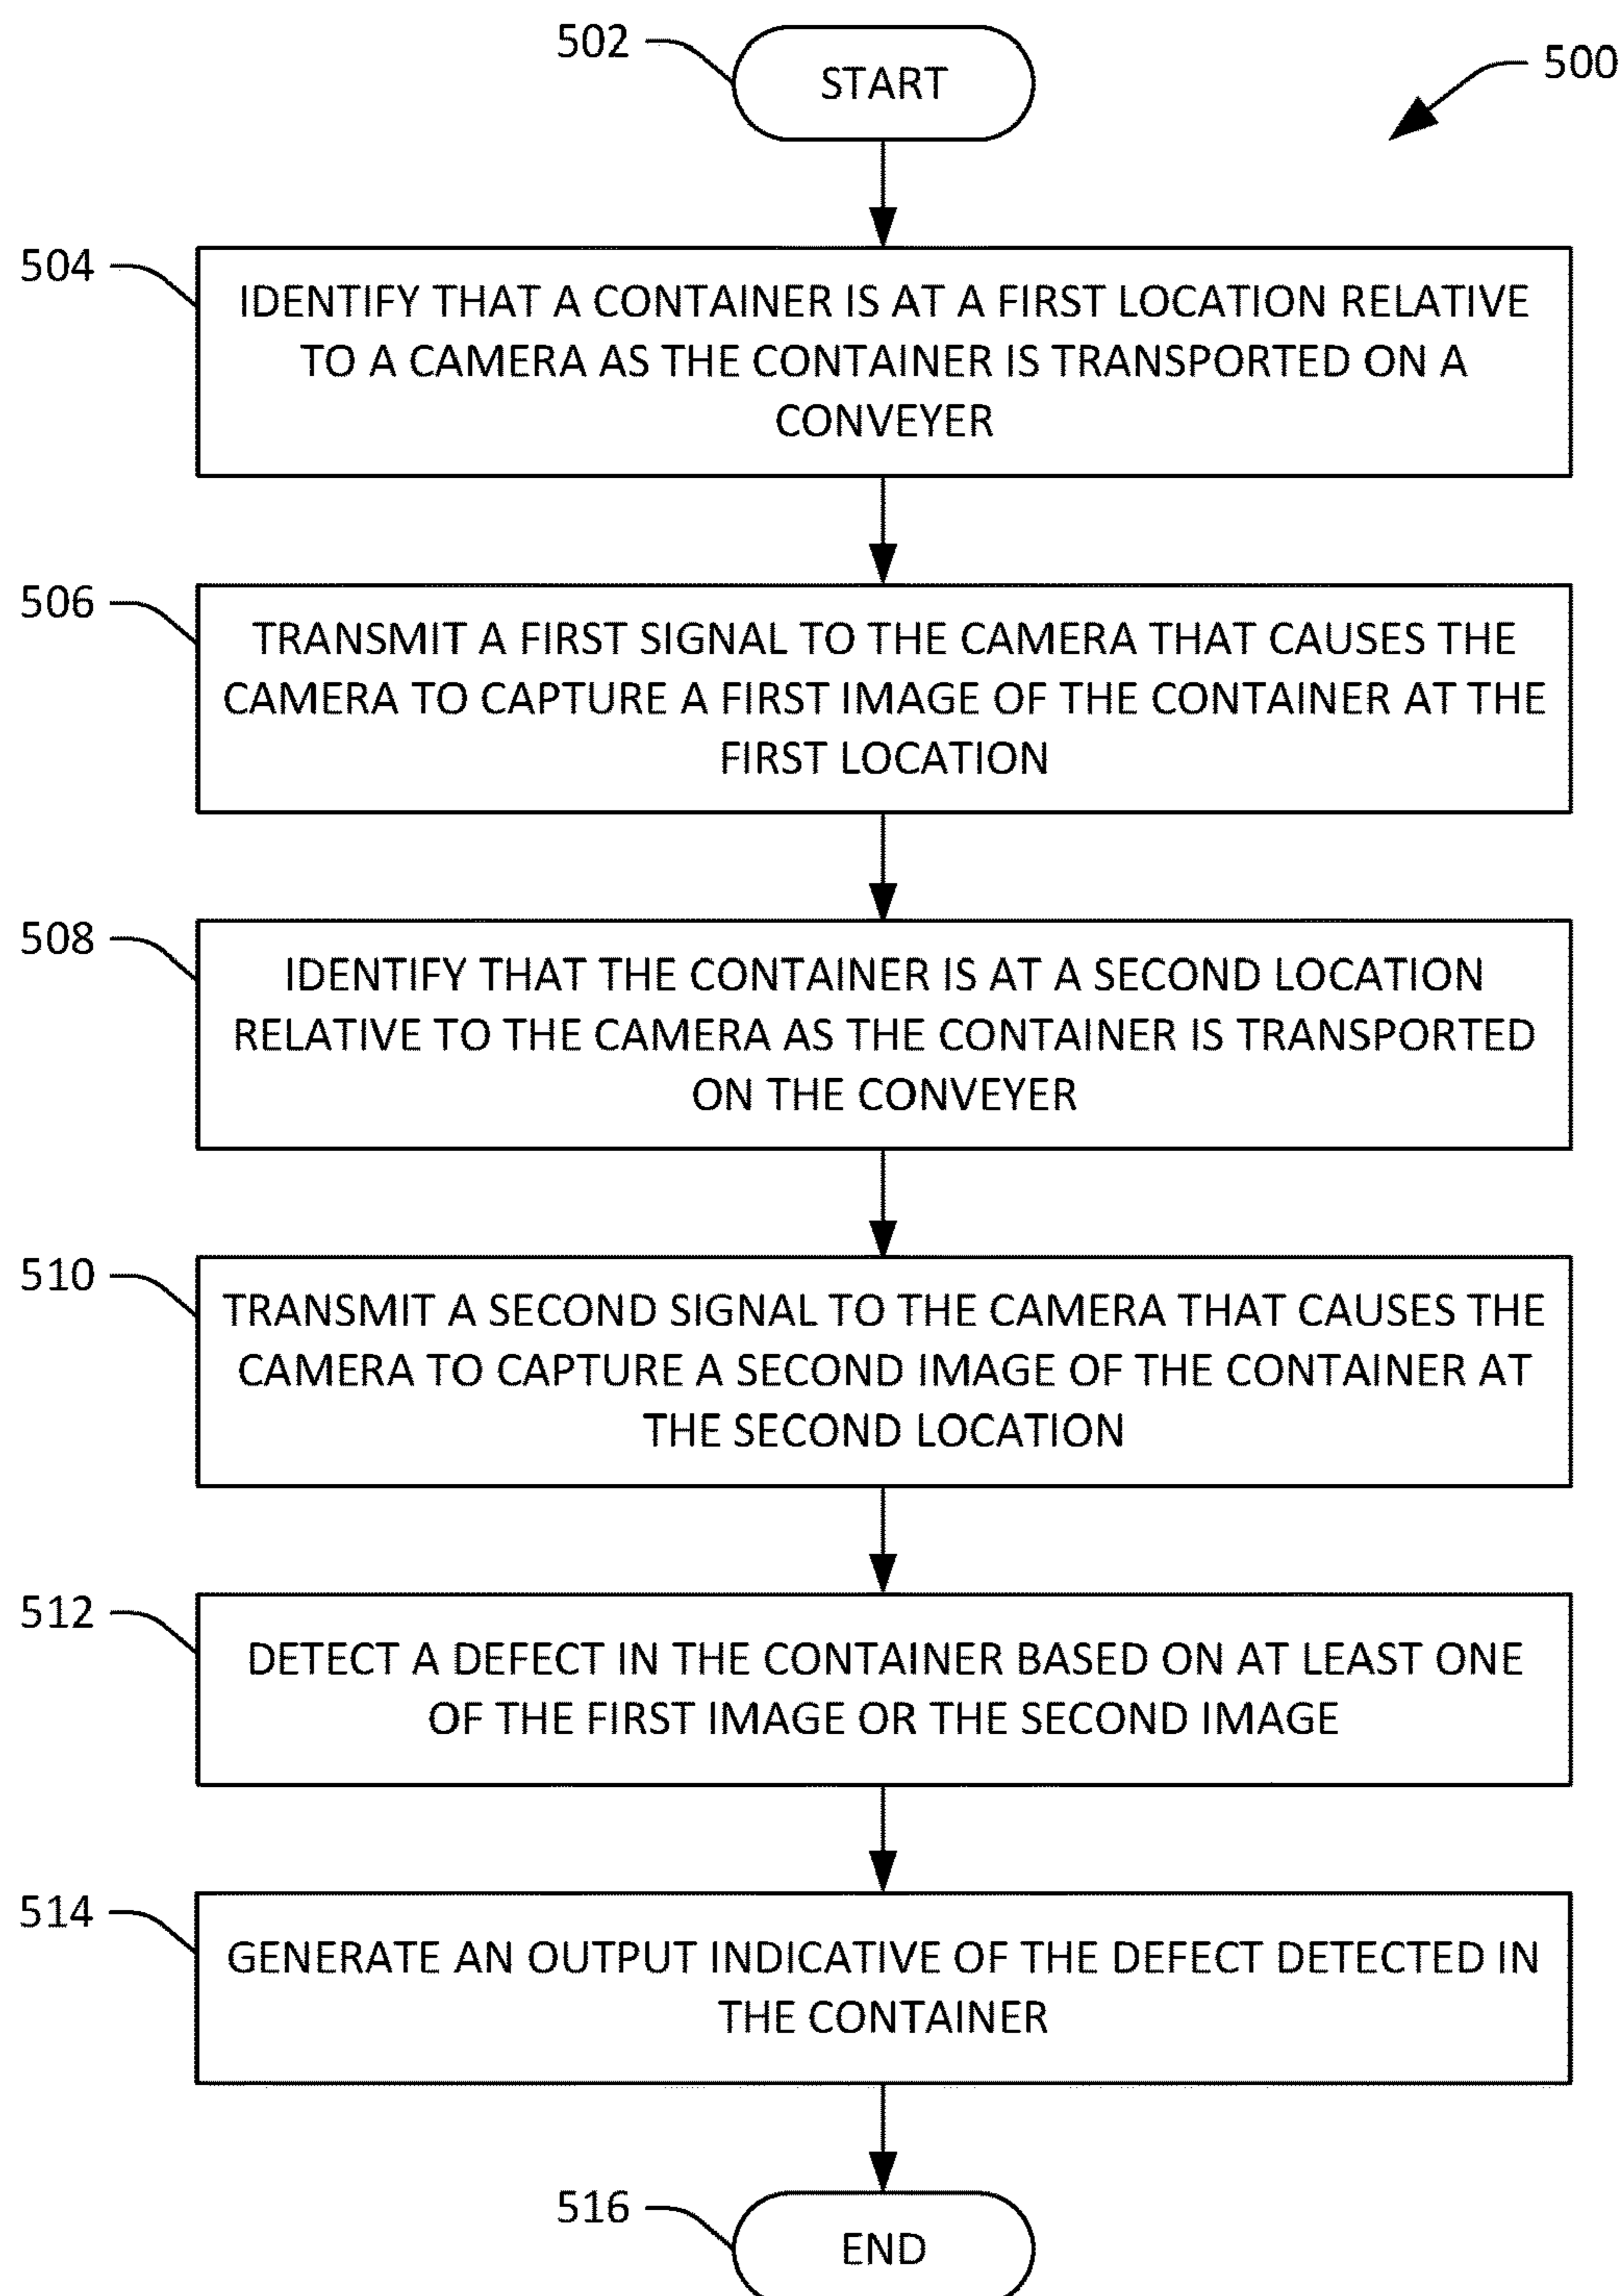 502
START
500
504
IDENTIFY THAT A CONTAINER IS AT A FIRST LOCATION RELATIVE
TO A CAMERA AS THE CONTAINER IS TRANSPORTED ON A
CONVEYER
506
TRANSMIT A FIRST SIGNAL TO THE CAMERA THAT CAUSES THE
CAMERA TO CAPTURE A FIRST IMAGE OF THE CONTAINER AT THE
FIRST LOCATION
508
IDENTIFY THAT THE CONTAINER IS AT A SECOND LOCATION
RELATIVE TO THE CAMERA AS THE CONTAINER IS TRANSPORTED
ON THE CONVEYER
510
TRANSMIT A SECOND SIGNAL TO THE CAMERA THAT CAUSES THE
CAMERA TO CAPTURE A SECOND IMAGE OF THE CONTAINER AT
THE SECOND LOCATION
512
DETECT A DEFECT IN THE CONTAINER BASED ON AT LEAST ONE
OF THE FIRST IMAGE OR THE SECOND IMAGE
514
GENERATE AN OUTPUT INDICATIVE OF THE DEFECT DETECTED IN
THE CONTAINER
516
END